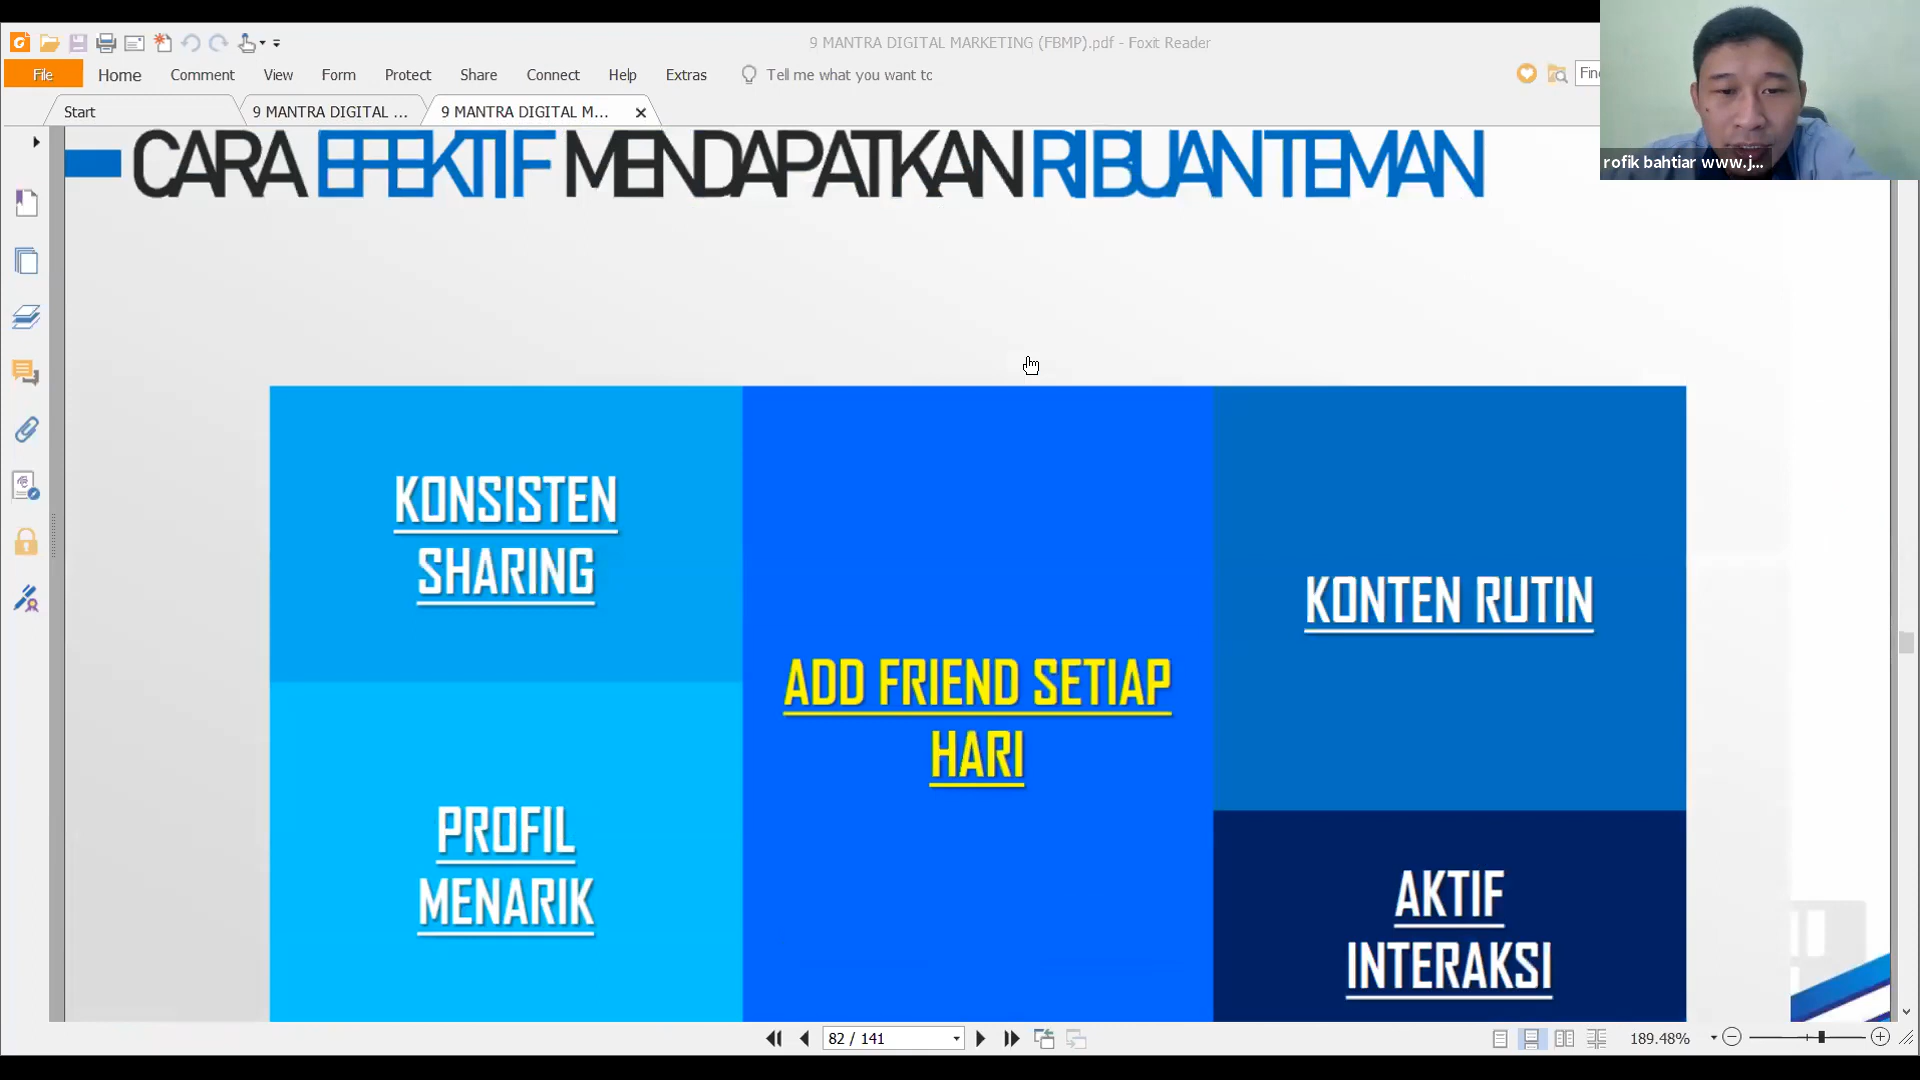 9 MANTRA DIGITAL MARKETING (FBMP).pdf - Foxit Reader
File Home Comment View Form Protect Share Connect Help Extras Tell me what you want to Fin
rofik bahtiar www.j...
Start 9 MANTRA DIGITAL ... 9 MANTRA DIGITAL M...
CARA EFEKTIF MENDAPATKAN RIBUAN TEMAN
KONSISTEN
SHARING
PROFIL
MENARIK
ADD FRIEND SETIAP
HARI
KONTEN RUTIN
AKTIF
INTERAKSI
82 / 141
189.48%